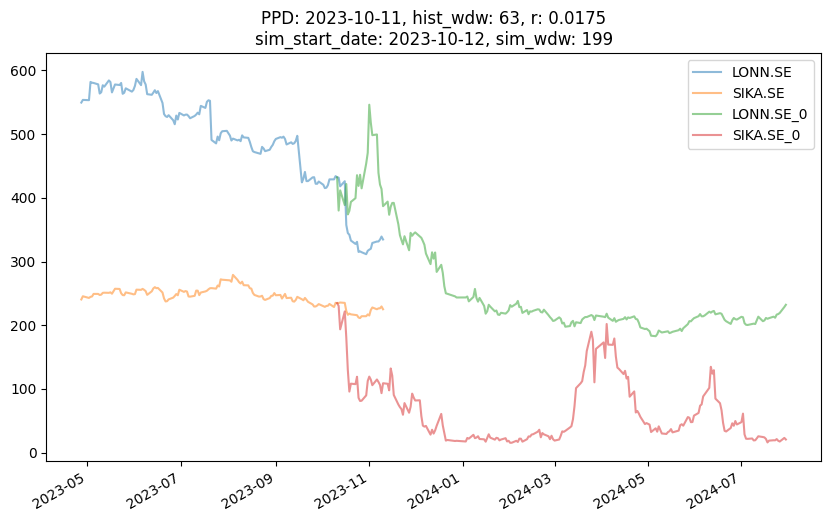 PPD: 2023-10-11, hist_wdw: 63, r: 0.0175
sim_start_date: 2023-10-12, sim_wdw: 199
LONN.SE
SIKA.SE
LONN.SE_0
SIKA.SE_0
600
500
400
300
200
100
0
2023-05
2023-07
2023-09
2023-11
2024-01
2024-03
2024-05
2024-07